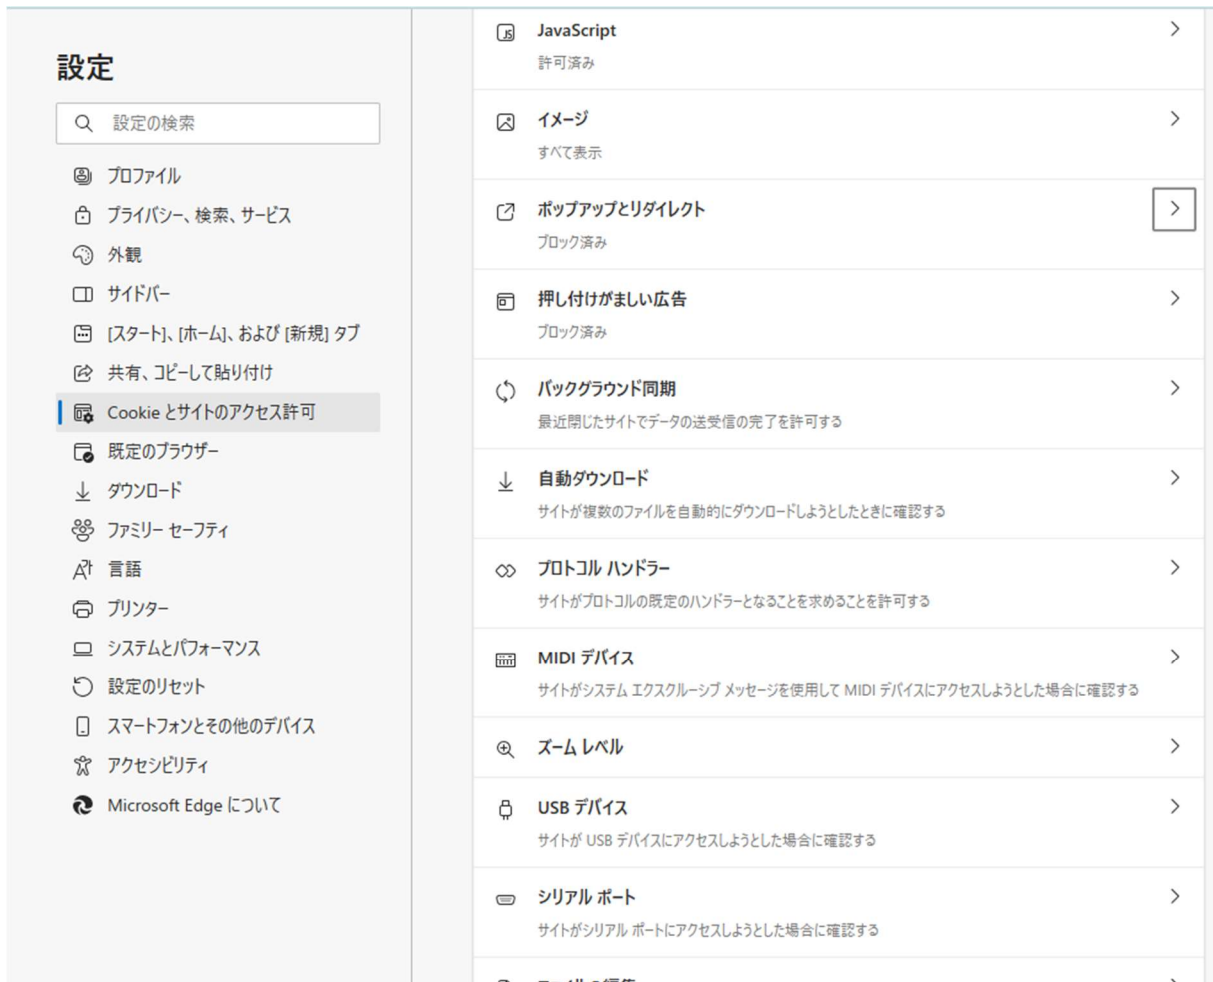 設定
設定の検索
プロファイル
プライバシー、検索、サービス
外観
サイドバー
[スタート]、[ホーム]、および [新規] タブ
共有、コピーして貼り付け
Cookie とサイトのアクセス許可
既定のブラウザー
ダウンロード
ファミリー セーフティ
言語
プリンター
システムとパフォーマンス
設定のリセット
スマートフォンとその他のデバイス
アクセシビリティ
Microsoft Edge について
JavaScript
許可済み
イメージ
すべて表示
ポップアップとリダイレクト
ブロック済み
押し付けがましい広告
ブロック済み
バックグラウンド同期
最近閉じたサイトでデータの送受信の完了を許可する
自動ダウンロード
サイトが複数のファイルを自動的にダウンロードしようとしたときに確認する
プロトコル ハンドラー
サイトがプロトコルの既定のハンドラーとなることを求めることを許可する
MIDI デバイス
サイトがシステム エクスクルーシブ メッセージを使用して MIDI デバイスにアクセスしようとした場合に確認する
ズーム レベル
USB デバイス
サイトが USB デバイスにアクセスしようとした場合に確認する
シリアル ポート
サイトがシリアル ポートにアクセスしようとした場合に確認する